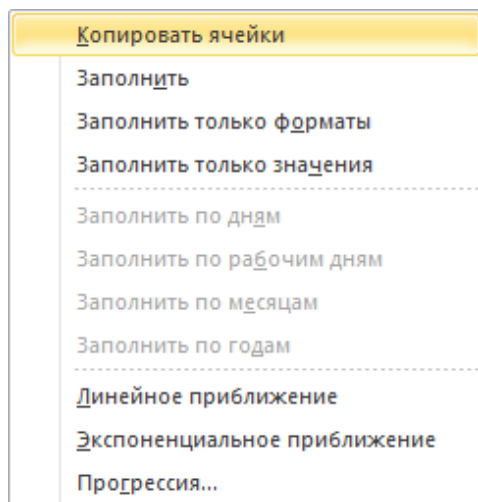 Копировать ячейки
Заполнить
Заполнить только форматы
Заполнить только значения
Заполнить по дням
Заполнить по рабочим дням
Заполнить по месяцам
Заполнить по годам
Линейное приближение
Экспоненциальное приближение
Прогрессия...